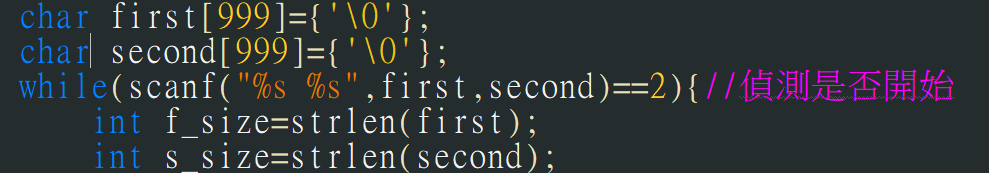 char first[999]={'\0'};
char second[999]={'\0'};
while(scanf("%s %s",first,second)==2){//偵測是否開始
int f_size=strlen(first);
int s_size=strlen(second);